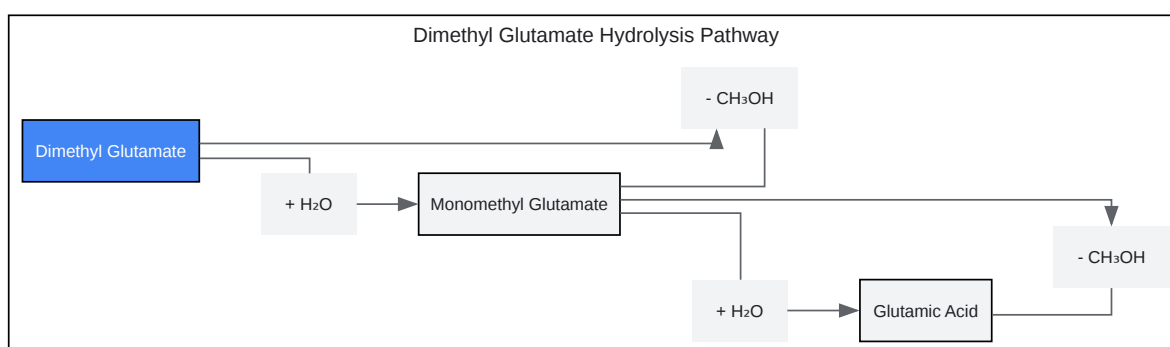 Dimethyl Glutamate Hydrolysis Pathway
- CH₃OH
Dimethyl Glutamate
+ H₂O
Monomethyl Glutamate
- CH₃OH
+ H₂O
Glutamic Acid